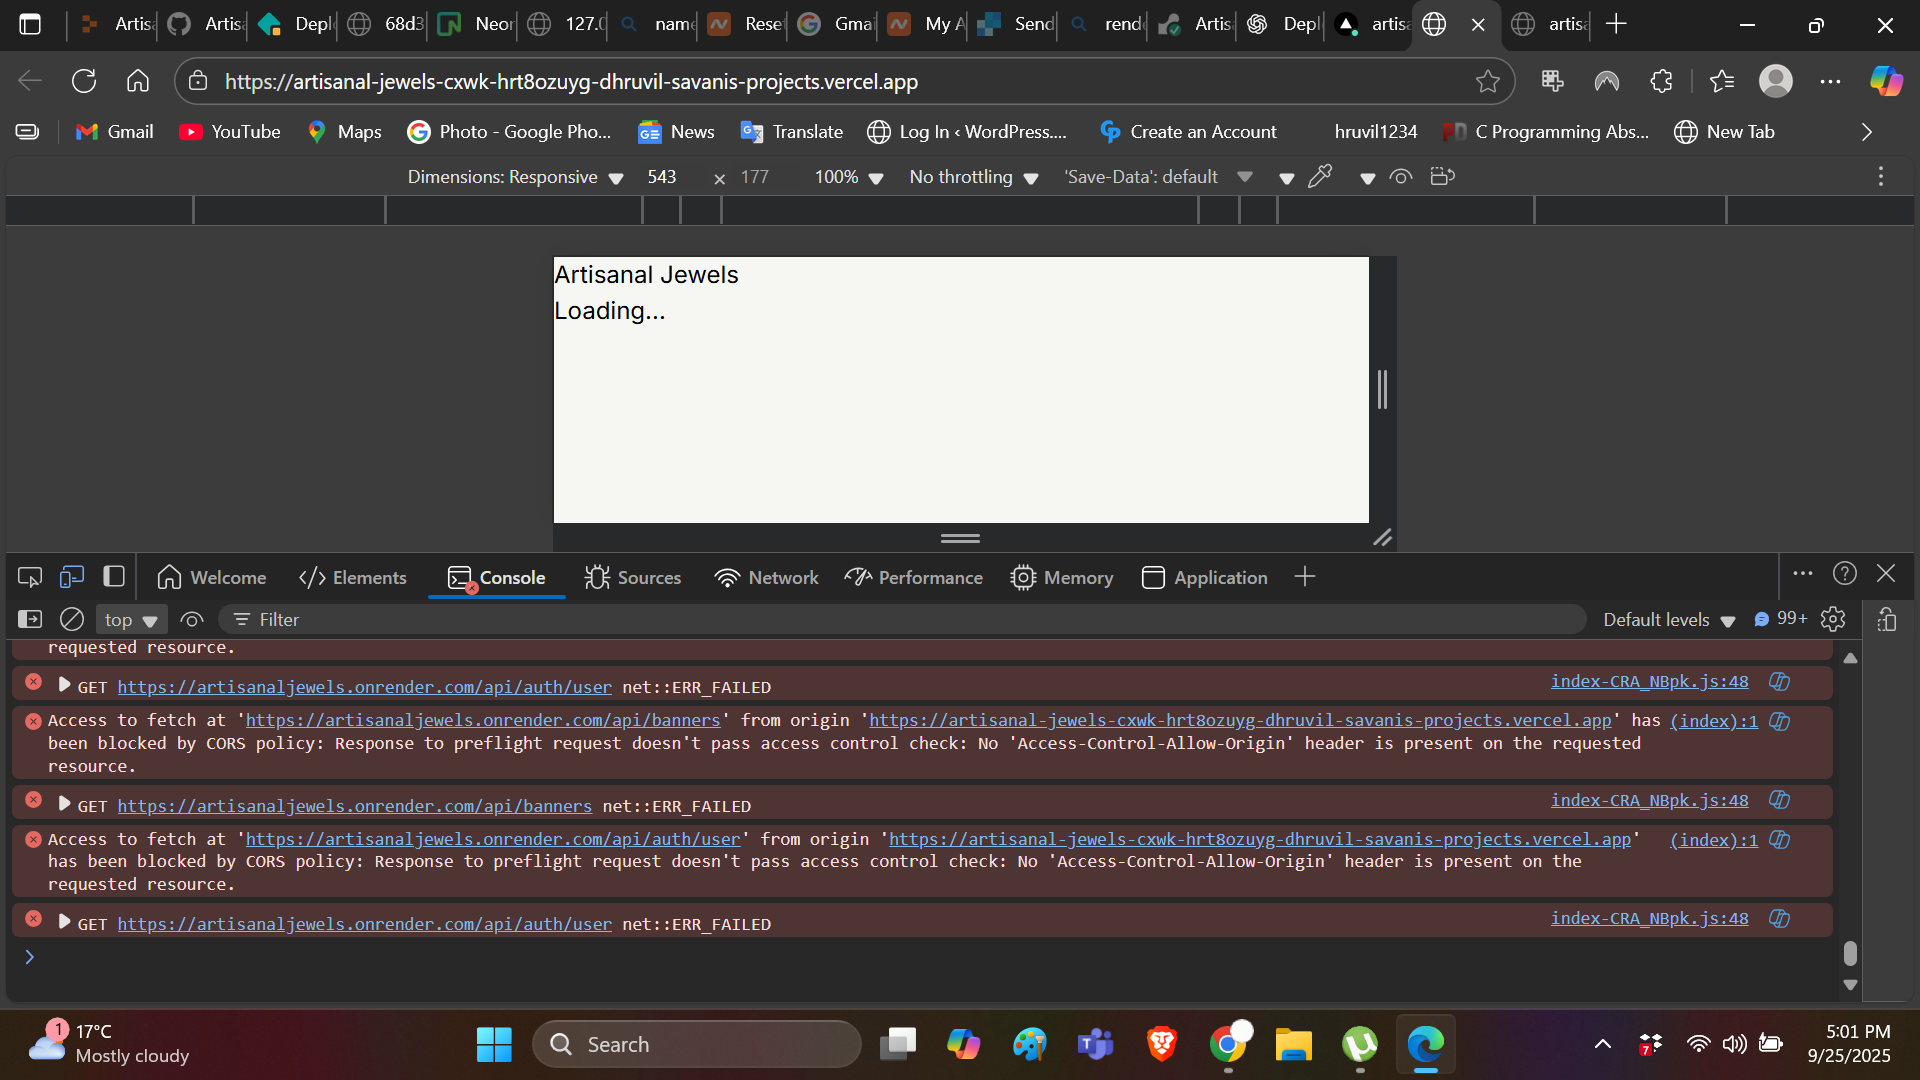 Artis
Artis
Depl
68d3
Neor
127.0
name
Rese
Gma
My A
Send
rend
Artis
Depl
artis
artis
https://artisanal-jewels-cxwk-hrt8ozuyg-dhruvil-savanis-projects.vercel.app
Gmail
YouTube
Maps
Photo - Google Pho...
News
Translate
Log In ‹ WordPress....
Create an Account
hruvil1234
C Programming Abs...
New Tab
Dimensions: Responsive 543 × 177 100% No throttling 'Save-Data': default
Artisanal Jewels
Loading...
Welcome Elements Console Sources Network Performance Memory Application
top Filter Default levels 99+
requested resource.
GET https://artisanaljewels.onrender.com/api/auth/user net::ERR_FAILED index-CRA_NBpk.js:48
Access to fetch at 'https://artisanaljewels.onrender.com/api/banners' from origin 'https://artisanal-jewels-cxwk-hrt8ozuyg-dhruvil-savanis-projects.vercel.app' has (index):1
been blocked by CORS policy: Response to preflight request doesn't pass access control check: No 'Access-Control-Allow-Origin' header is present on the requested
resource.
GET https://artisanaljewels.onrender.com/api/banners net::ERR_FAILED index-CRA_NBpk.js:48
Access to fetch at 'https://artisanaljewels.onrender.com/api/auth/user' from origin 'https://artisanal-jewels-cxwk-hrt8ozuyg-dhruvil-savanis-projects.vercel.app' (index):1
has been blocked by CORS policy: Response to preflight request doesn't pass access control check: No 'Access-Control-Allow-Origin' header is present on the
requested resource.
GET https://artisanaljewels.onrender.com/api/auth/user net::ERR_FAILED index-CRA_NBpk.js:48
1
17°C
Mostly cloudy
Search
7
5:01 PM
9/25/2025